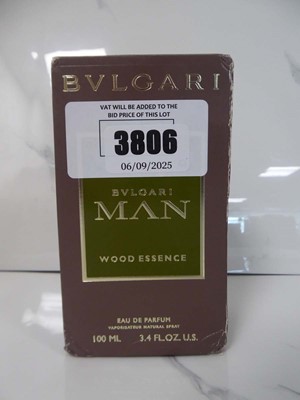 BVLGARI
VAT WILL BE ADDED TO THE
BID PRICE OF THIS LOT
3806
06/09/2025
BVLGARI
MAN
WOOD ESSENCE
EAU DE PARFUM
VAPORISATEUR NATURAL SPRAY
100 ML 3.4 FL.OZ. U.S.